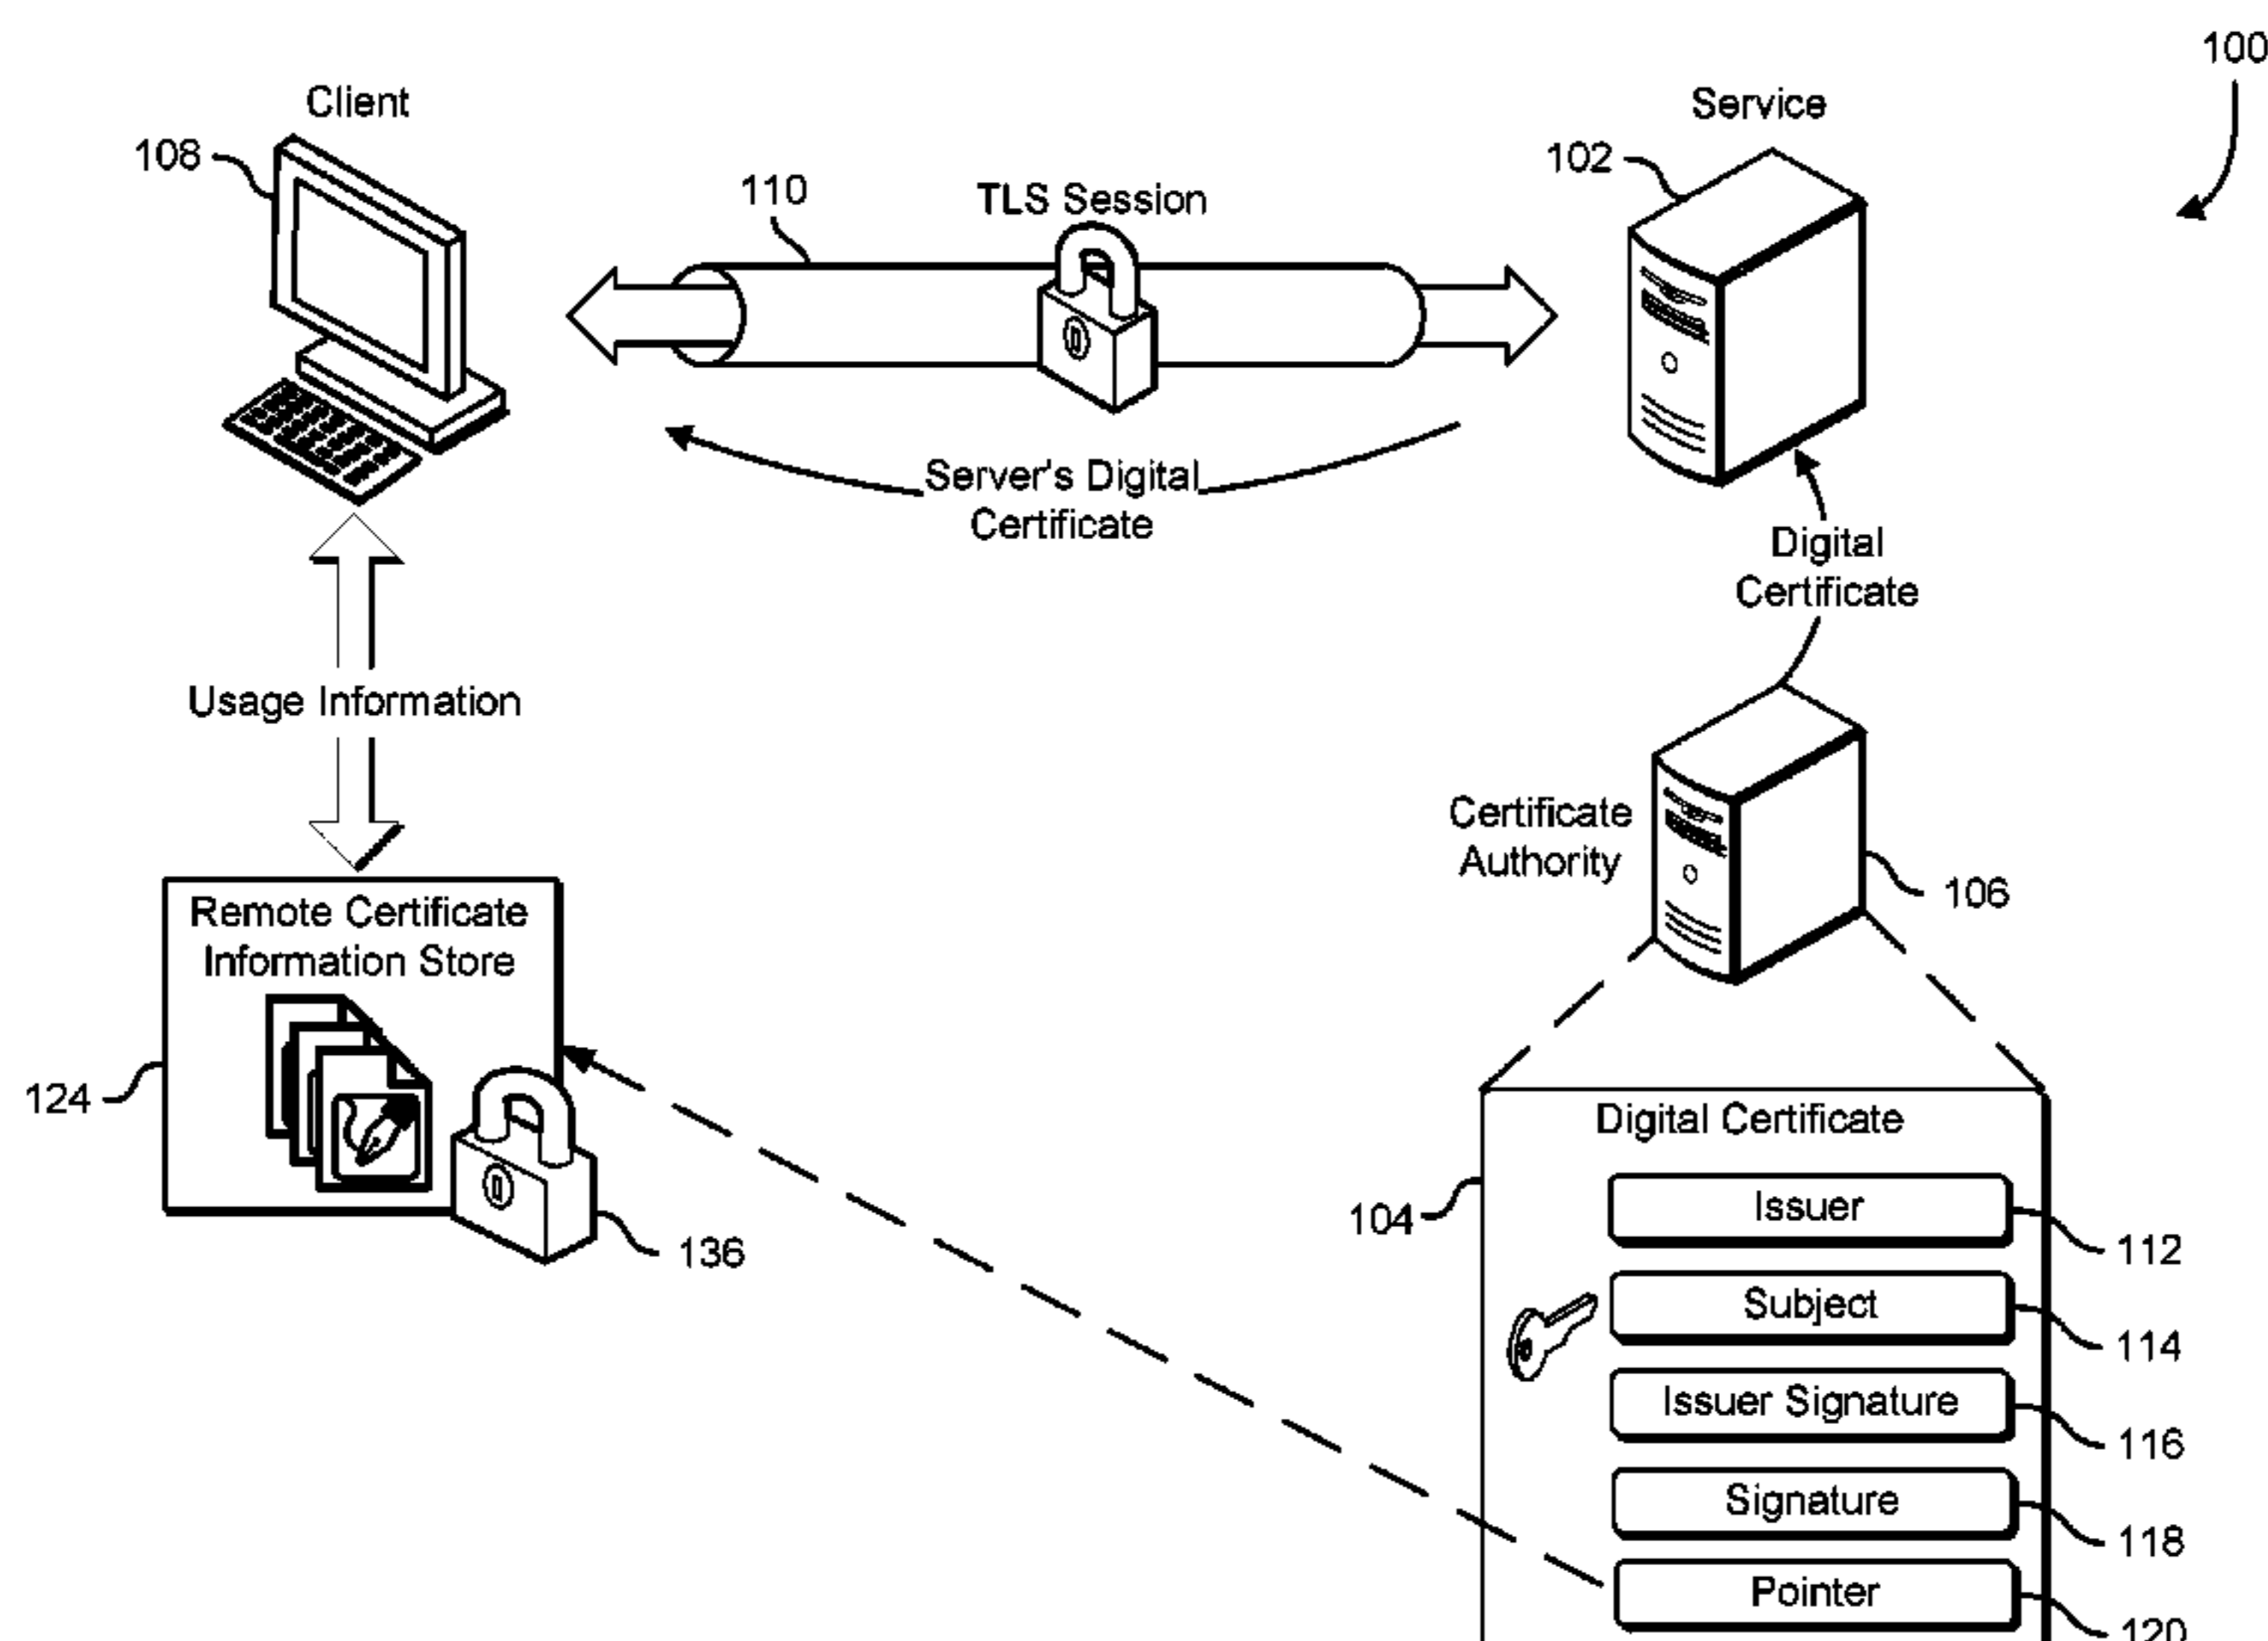 100
Client
Service
108
102
110
TLS Session
Server's Digital
Certificate
Digital
Certificate
Usage Information
Certificate
Authority
106
Remote Certificate
Information Store
124
136
Digital Certificate
104
Issuer
112
Subject
114
Issuer Signature
116
Signature
118
Pointer
120